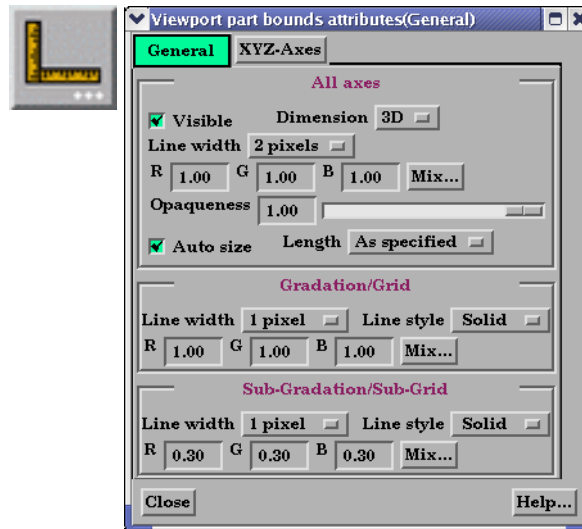 Viewport part bounds attributes(General)
General XYZ-Axes
All axes
Visible Dimension 3D
Line width 2 pixels
R 1.00 G 1.00 B 1.00 Mix...
Opaqueness 1.00
Auto size Length As specified
Gradation/Grid
Line width 1 pixel Line style Solid
R 1.00 G 1.00 B 1.00 Mix...
Sub-Gradation/Sub-Grid
Line width 1 pixel Line style Solid
R 0.30 G 0.30 B 0.30 Mix...
Close Help...